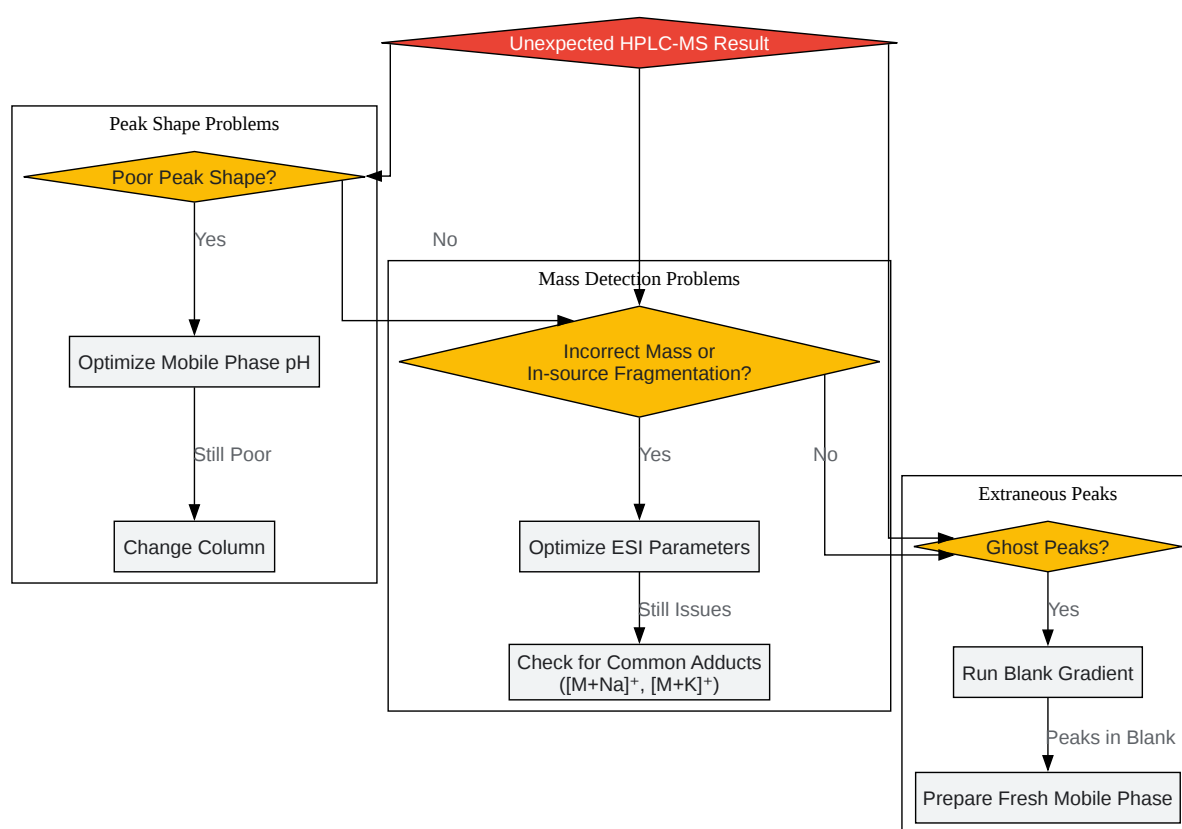 Unexpected HPLC-MS Result
Peak Shape Problems
Poor Peak Shape?
Yes
No
Optimize Mobile Phase pH
Still Poor
Change Column
Mass Detection Problems
Incorrect Mass or
In-source Fragmentation?
Yes
No
Optimize ESI Parameters
Still Issues
Check for Common Adducts
([M+Na]⁺, [M+K]⁺)
Extraneous Peaks
Ghost Peaks?
Yes
Run Blank Gradient
Peaks in Blank
Prepare Fresh Mobile Phase